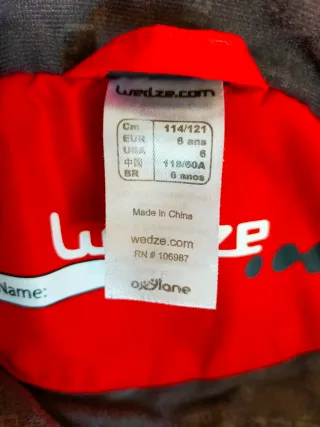 wedze.com
Cm 114/121
EUR 6 ans
USA 6
中国 118/60A
BR 6 anos
Made in China
wedze
wedze.com
RN # 106987
Name:
oxylane